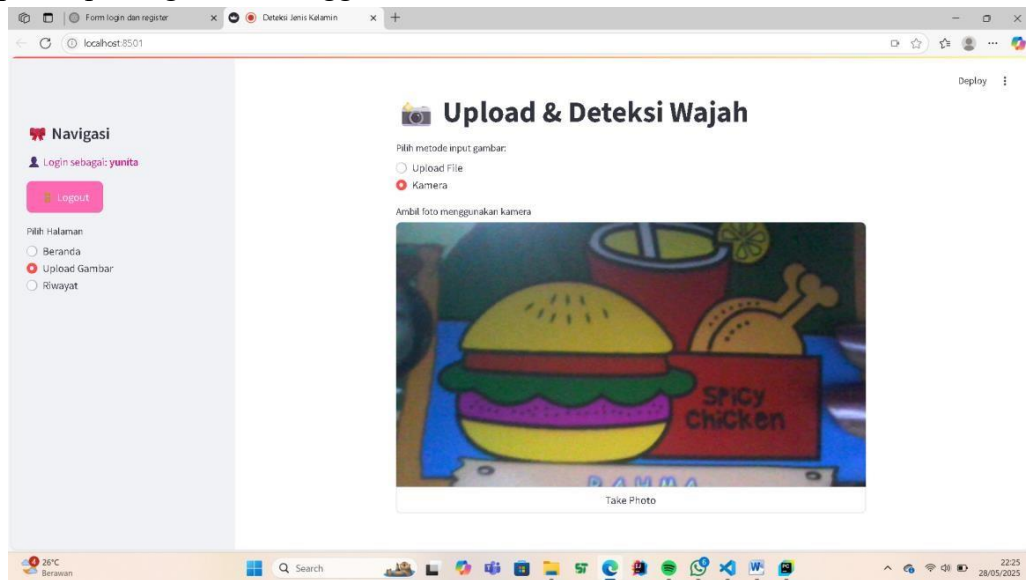 Form login dan register
Deteksi Jenis Kelamin
localhost:8501
Deploy
Navigasi
Login sebagai: yunita
Logout
Pilih Halaman
Beranda
Upload Gambar
Riwayat
Upload & Deteksi Wajah
Pilih metode input gambar:
Upload File
Kamera
Ambil foto menggunakan kamera
SPICY
CHICKEN
Take Photo
26°C
Berawan
Search
22:25
28/05/2025